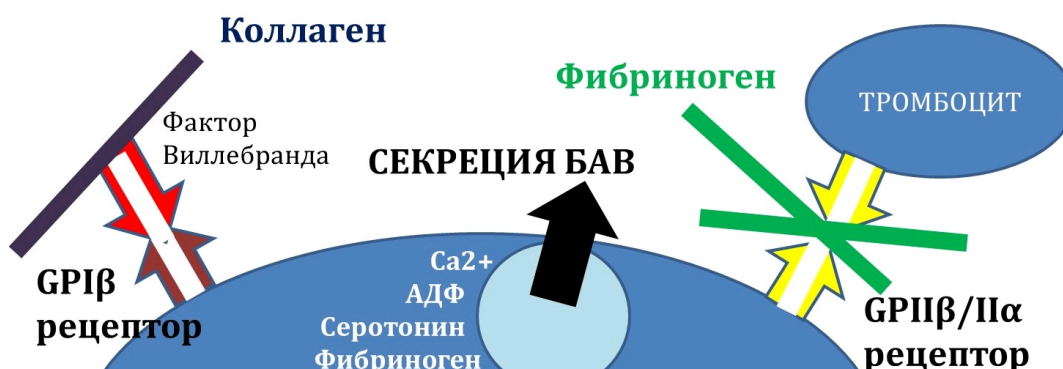 Коллаген
Фактор
Виллебранда
GPIβ
рецептор
СЕКРЕЦИЯ БАВ
Ca2+
АДФ
Серотонин
Фибриноген
Фибриноген
ТРОМБОЦИТ
GPIIβ/IIα
рецептор